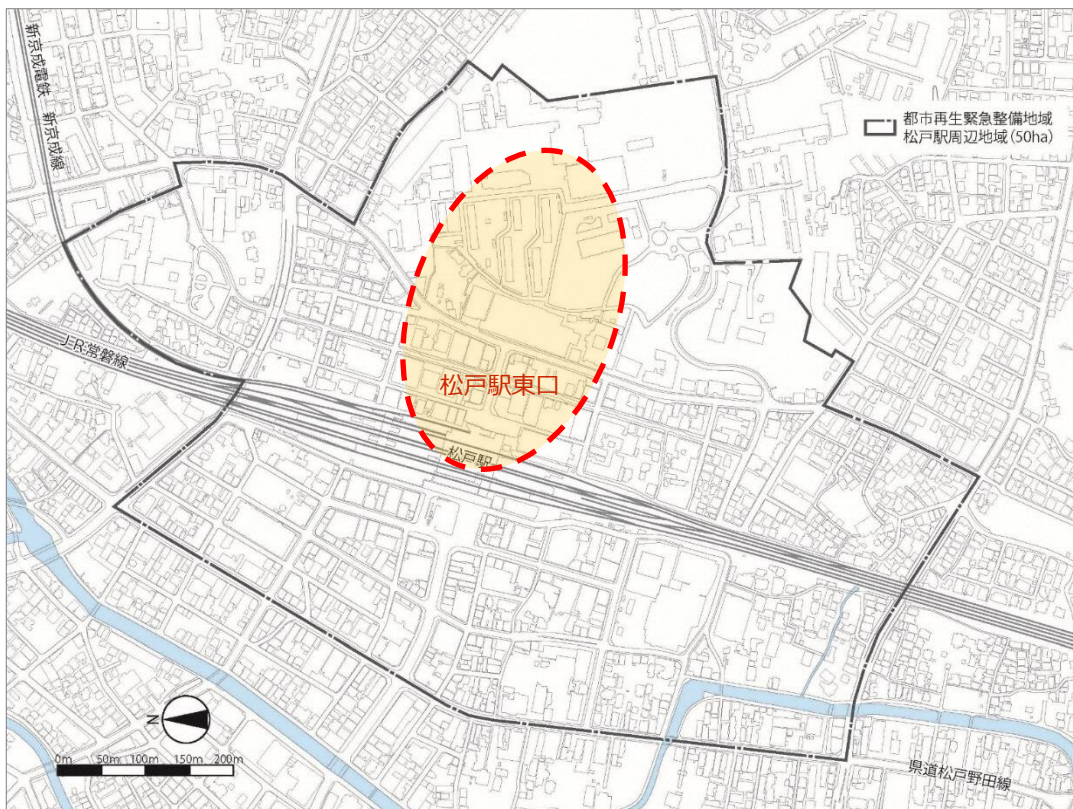 新京成電鉄 新京成線
都市再生緊急整備地域
松戸駅周辺地域(50ha)
JR常磐線
松戸駅東口
松戸駅
N
0m 50m 100m 150m 200m
県道松戸野田線